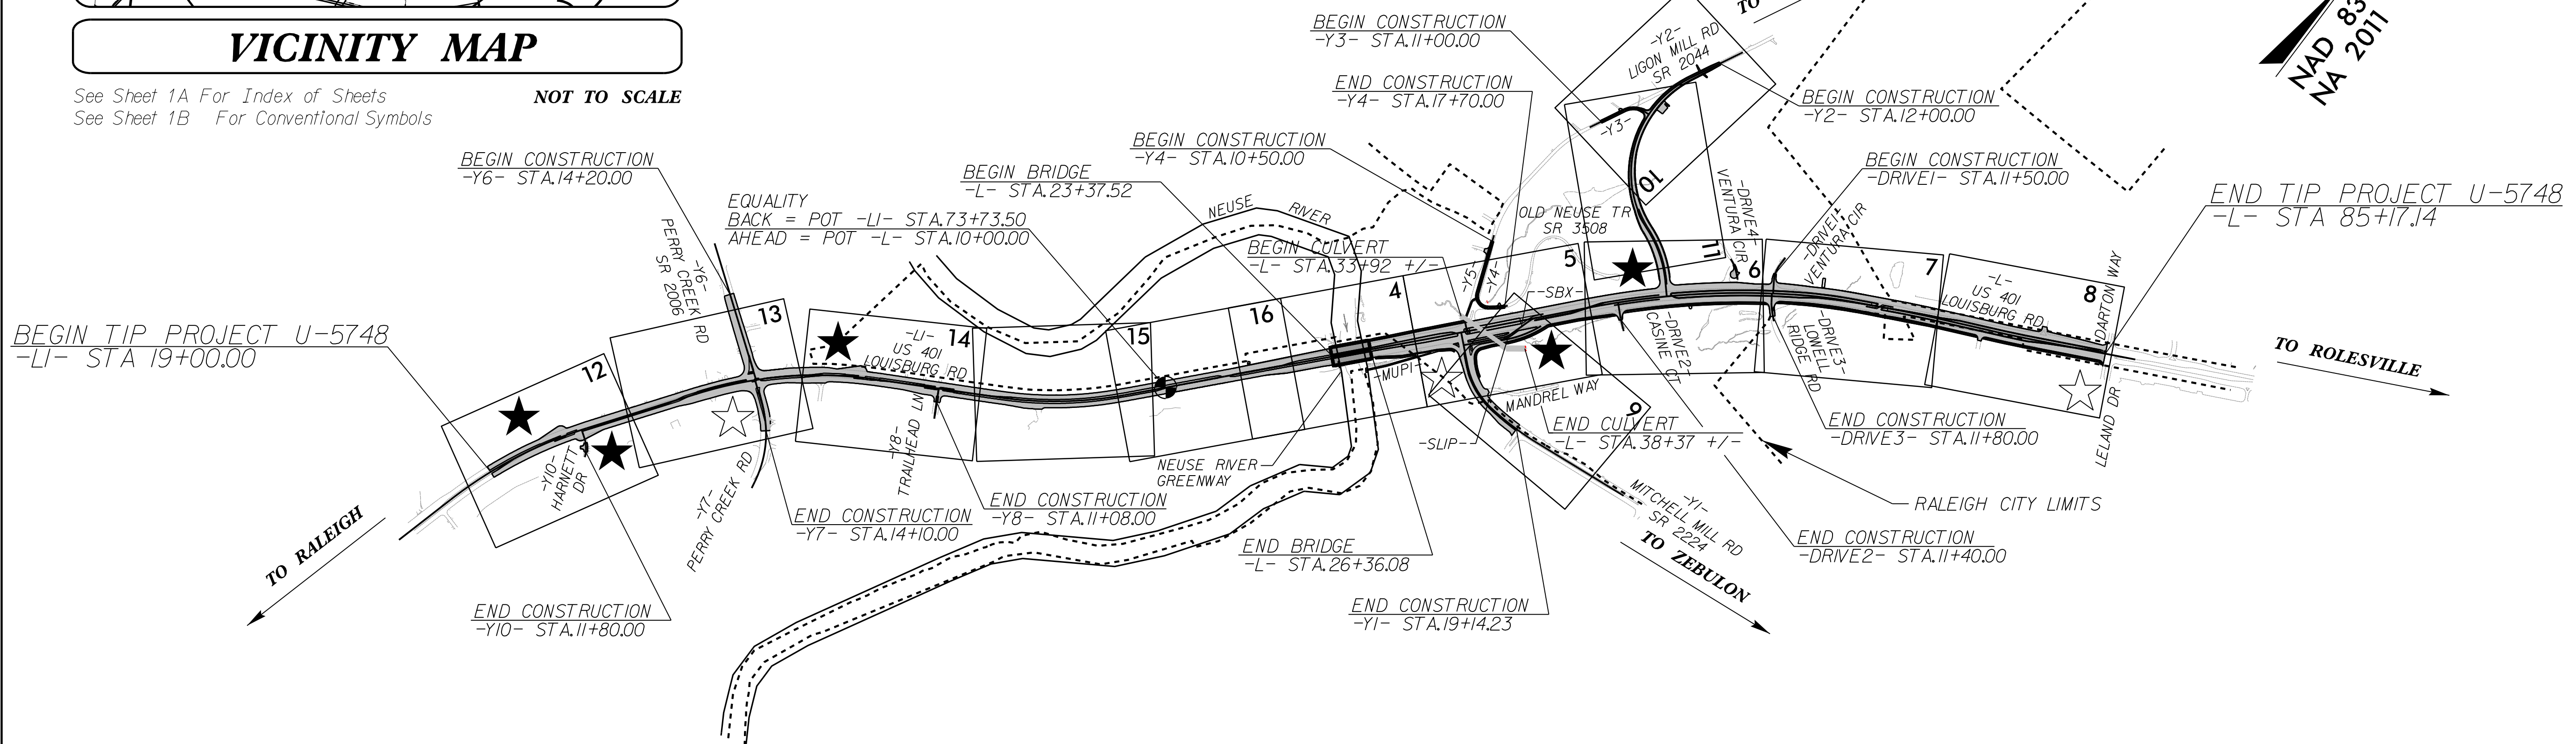 VICINITY MAP
See Sheet 1A For Index of Sheets
NOT TO SCALE
See Sheet 1B For Conventional Symbols
BEGIN CONSTRUCTION
-Y6- STA.14+20.00
EQUALITY
BACK = POT -L1- STA.73+73.50
AHEAD = POT -L- STA.10+00.00
BEGIN BRIDGE
-L- STA.23+37.52
BEGIN CONSTRUCTION
-Y4- STA.10+50.00
END CONSTRUCTION
-Y4- STA.17+70.00
BEGIN CONSTRUCTION
-Y3- STA.11+00.00
TO
-Y2-
LIGON MILL RD
SR 2044
-Y3-
BEGIN CONSTRUCTION
-Y2- STA.12+00.00
BEGIN CONSTRUCTION
-DRIVE1- STA.11+50.00
NAD 83
NA 2011
END TIP PROJECT U-5748
-L- STA 85+17.14
BEGIN TIP PROJECT U-5748
-L1- STA 19+00.00
-Y6-
PERRY CREEK RD
SR 2006
NEUSE RIVER
BEGIN CULVERT
-L- STA.33+92 +/-
OLD NEUSE TR
SR 3508
-Y5-
-Y4-
-SBX-
10
11
-DRIVE4-
VENTURA CIR
-DRIVE1-
VENTURA CIR
12
13
14
15
16
4
5
6
7
8
9
-L1-
US 401
LOUISBURG RD
-L-
US 401
LOUISBURG RD
DARTON WAY
LELAND DR
TO ROLESVILLE
-Y10-
HARNETT
DR
-Y7-
PERRY CREEK RD
-Y8-
TRAILHEAD LN
NEUSE RIVER
GREENWAY
-MUP1-
-SLIP-
MANDREL WAY
-DRIVE2-
CASINE CT
-DRIVE3-
LOWELL
RIDGE RD
END CULVERT
-L- STA.38+37 +/-
END CONSTRUCTION
-DRIVE3- STA.11+80.00
RALEIGH CITY LIMITS
END CONSTRUCTION
-DRIVE2- STA.11+40.00
-Y1-
MITCHELL MILL RD
SR 2224
TO ZEBULON
END CONSTRUCTION
-Y7- STA.14+10.00
END CONSTRUCTION
-Y8- STA.11+08.00
END BRIDGE
-L- STA.26+36.08
END CONSTRUCTION
-Y1- STA.19+14.23
TO RALEIGH
END CONSTRUCTION
-Y10- STA.11+80.00